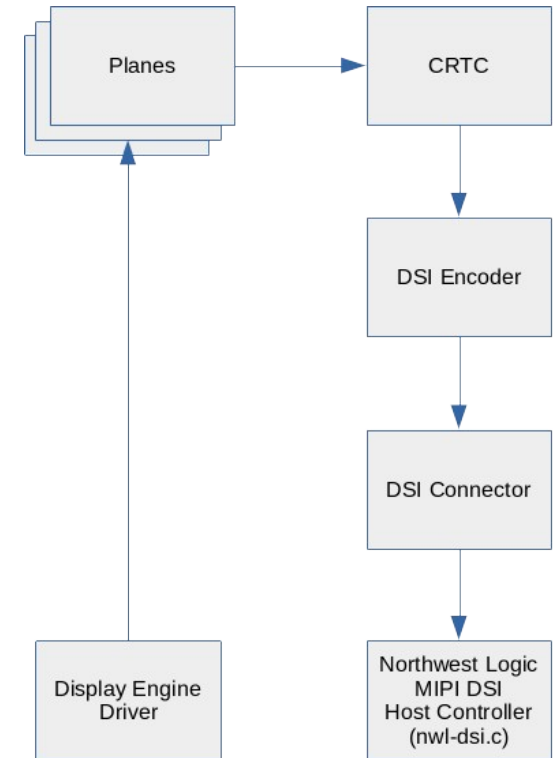 Planes
CRTC
DSI Encoder
DSI Connector
Display Engine
Driver
Northwest Logic
MIPI DSI
Host Controller
(nwl-dsi.c)